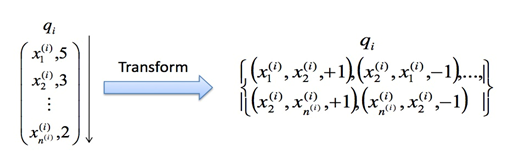 q_i
x_1^{(i)},5
x_2^{(i)},3
⋮
x_{n^{(i)}}^{(i)},2
Transform
q_i
{(x_1^{(i)},x_2^{(i)},+1),(x_2^{(i)},x_1^{(i)},−1),...,
(x_2^{(i)},x_{n^{(i)}}^{(i)},+1),(x_{n^{(i)}}^{(i)},x_2^{(i)},−1)}